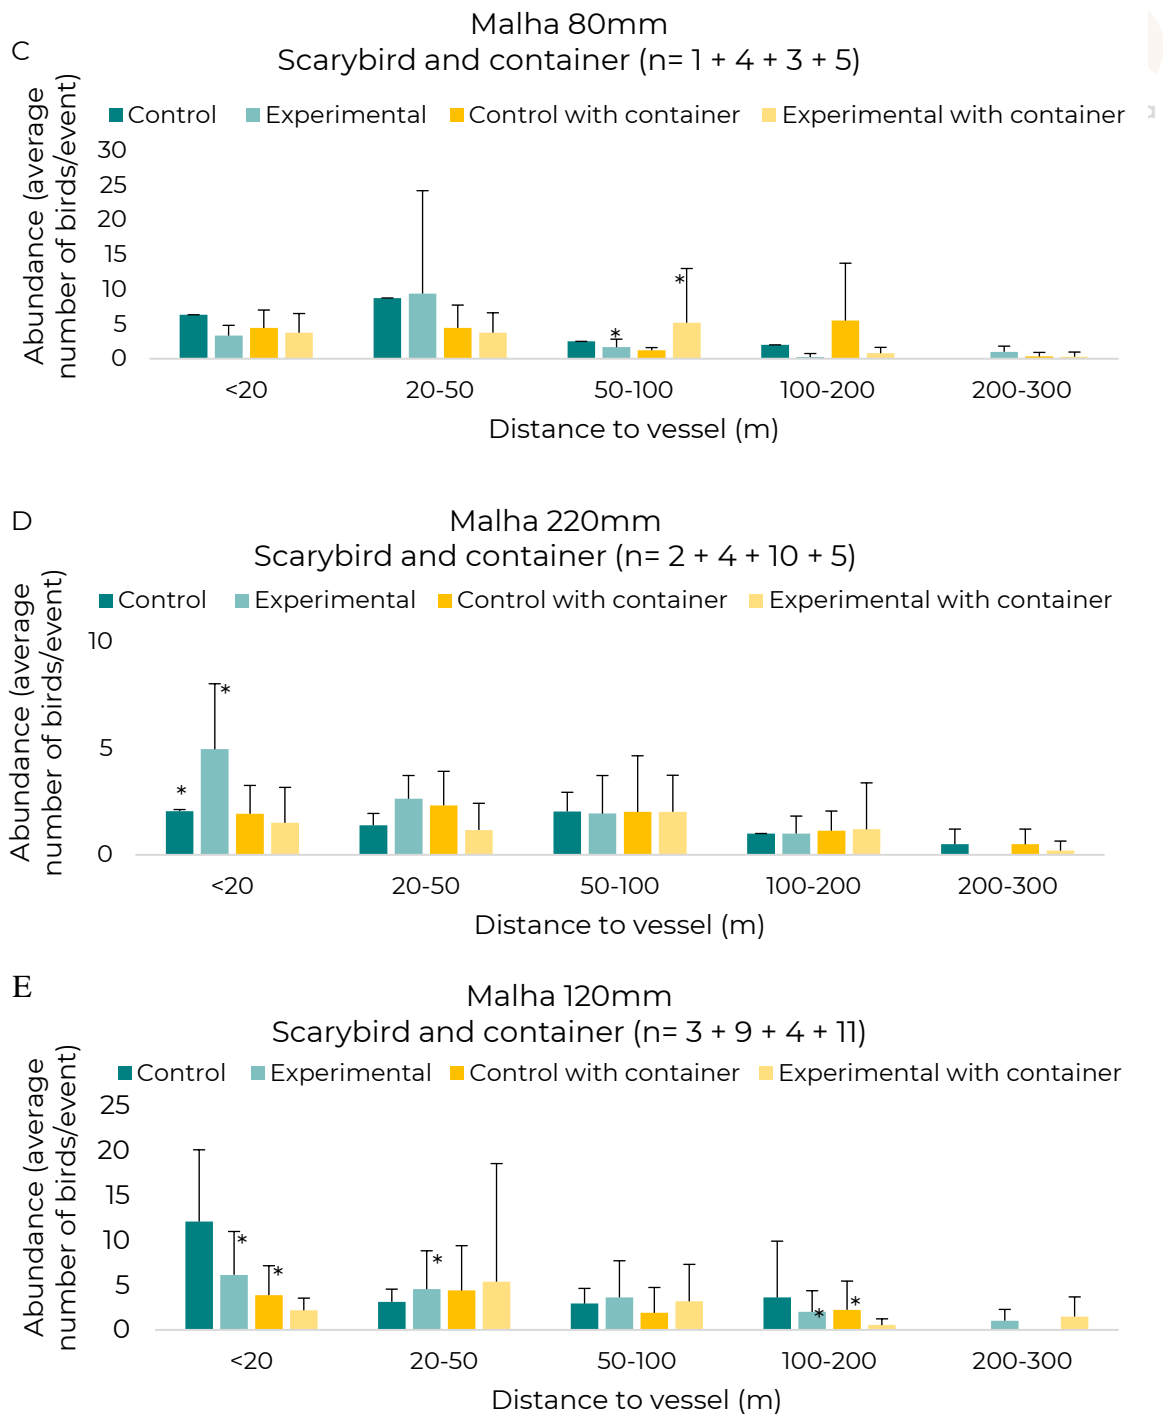 C
Malha 80mm
Scarybird and container (n= 1 + 4 + 3 + 5)
Control Experimental Control with container Experimental with container
Abundance (average
number of birds/event)
30
25
20
15
10
5
0
*
*
<20 20-50 50-100 100-200 200-300
Distance to vessel (m)
D
Malha 220mm
Scarybird and container (n= 2 + 4 + 10 + 5)
Control Experimental Control with container Experimental with container
Abundance (average
number of birds/event)
10
5
0
*
*
<20 20-50 50-100 100-200 200-300
Distance to vessel (m)
E
Malha 120mm
Scarybird and container (n= 3 + 9 + 4 + 11)
Control Experimental Control with container Experimental with container
Abundance (average
number of birds/event)
25
20
15
10
5
0
*
*
*
*
*
<20 20-50 50-100 100-200 200-300
Distance to vessel (m)